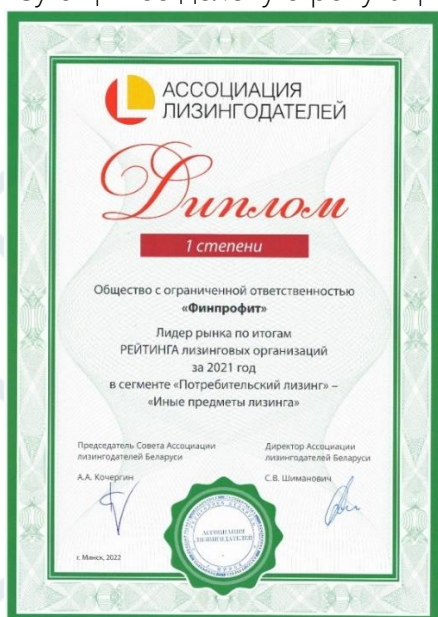 АССОЦИАЦИЯ
ЛИЗИНГОДАТЕЛЕЙ
Диплом
1 степени
Общество с ограниченной ответственностью
«Финпрофит»
Лидер рынка по итогам
РЕЙТИНГА лизинговых организаций
за 2021 год
в сегменте «Потребительский лизинг» –
«Иные предметы лизинга»
Председатель Совета Ассоциации
лизингодателей Беларуси
А.А. Кочергин
Директор Ассоциации
лизингодателей Беларуси
С.В. Шиманович
АССОЦИАЦИЯ
ЛИЗИНГОДАТЕЛЕЙ
г. Минск, 2022